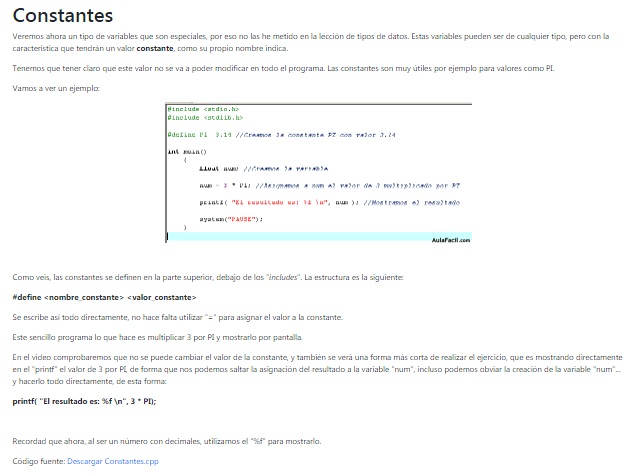 Constantes
Veremos ahora un tipo de variables que son especiales, por eso no las he metido en la lección de tipos de datos. Estas variables pueden ser de cualquier tipo, pero con la
característica que tendrán un valor constante, como su propio nombre indica.
Tenemos que tener claro que este valor no se va a poder modificar en todo el programa. Las constantes son muy útiles por ejemplo para valores como PI.
Vamos a ver un ejemplo:
#include <stdio.h>
#include <stdlib.h>
#define PI 3.14 //Creamos la constante PI con valor 3.14
int main()
{
float num; //Creamos la variable
num = 3 * PI; //Asignamos a num el valor de 3 multiplicado por PI
printf( "El resultado es: %f \n", num ); //Mostramos el resultado
system("PAUSE");
}
AulaFacil.com
Como veis, las constantes se definen en la parte superior, debajo de los "includes". La estructura es la siguiente:
#define <nombre_constante> <valor_constante>
Se escribe así todo directamente, no hace falta utilizar "=" para asignar el valor a la constante.
Este sencillo programa lo que hace es multiplicar 3 por PI y mostrarlo por pantalla.
En el video comprobaremos que no se puede cambiar el valor de la constante, y también se verá una forma más corta de realizar el ejercicio, que es mostrando directamente
en el "printf" el valor de 3 por PI, de forma que nos podemos saltar la asignación del resultado a la variable "num", incluso podemos obviar la creación de la variable "num"...
y hacerlo todo directamente, de esta forma:
printf( "El resultado es: %f \n", 3 * PI);
Recordad que ahora, al ser un número con decimales, utilizamos el "%f" para mostrarlo.
Código fuente: Descargar Constantes.cpp